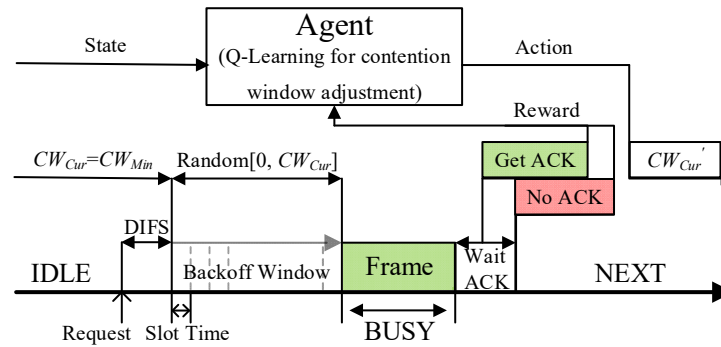 Agent
(Q-Learning for contention
window adjustment)
State
Action
Reward
CW_Cur=CW_Min
Random[0, CW_Cur]
Get ACK
CW_Cur'
No ACK
DIFS
IDLE
Backoff Window
Frame
Wait
ACK
NEXT
Request
Slot Time
BUSY